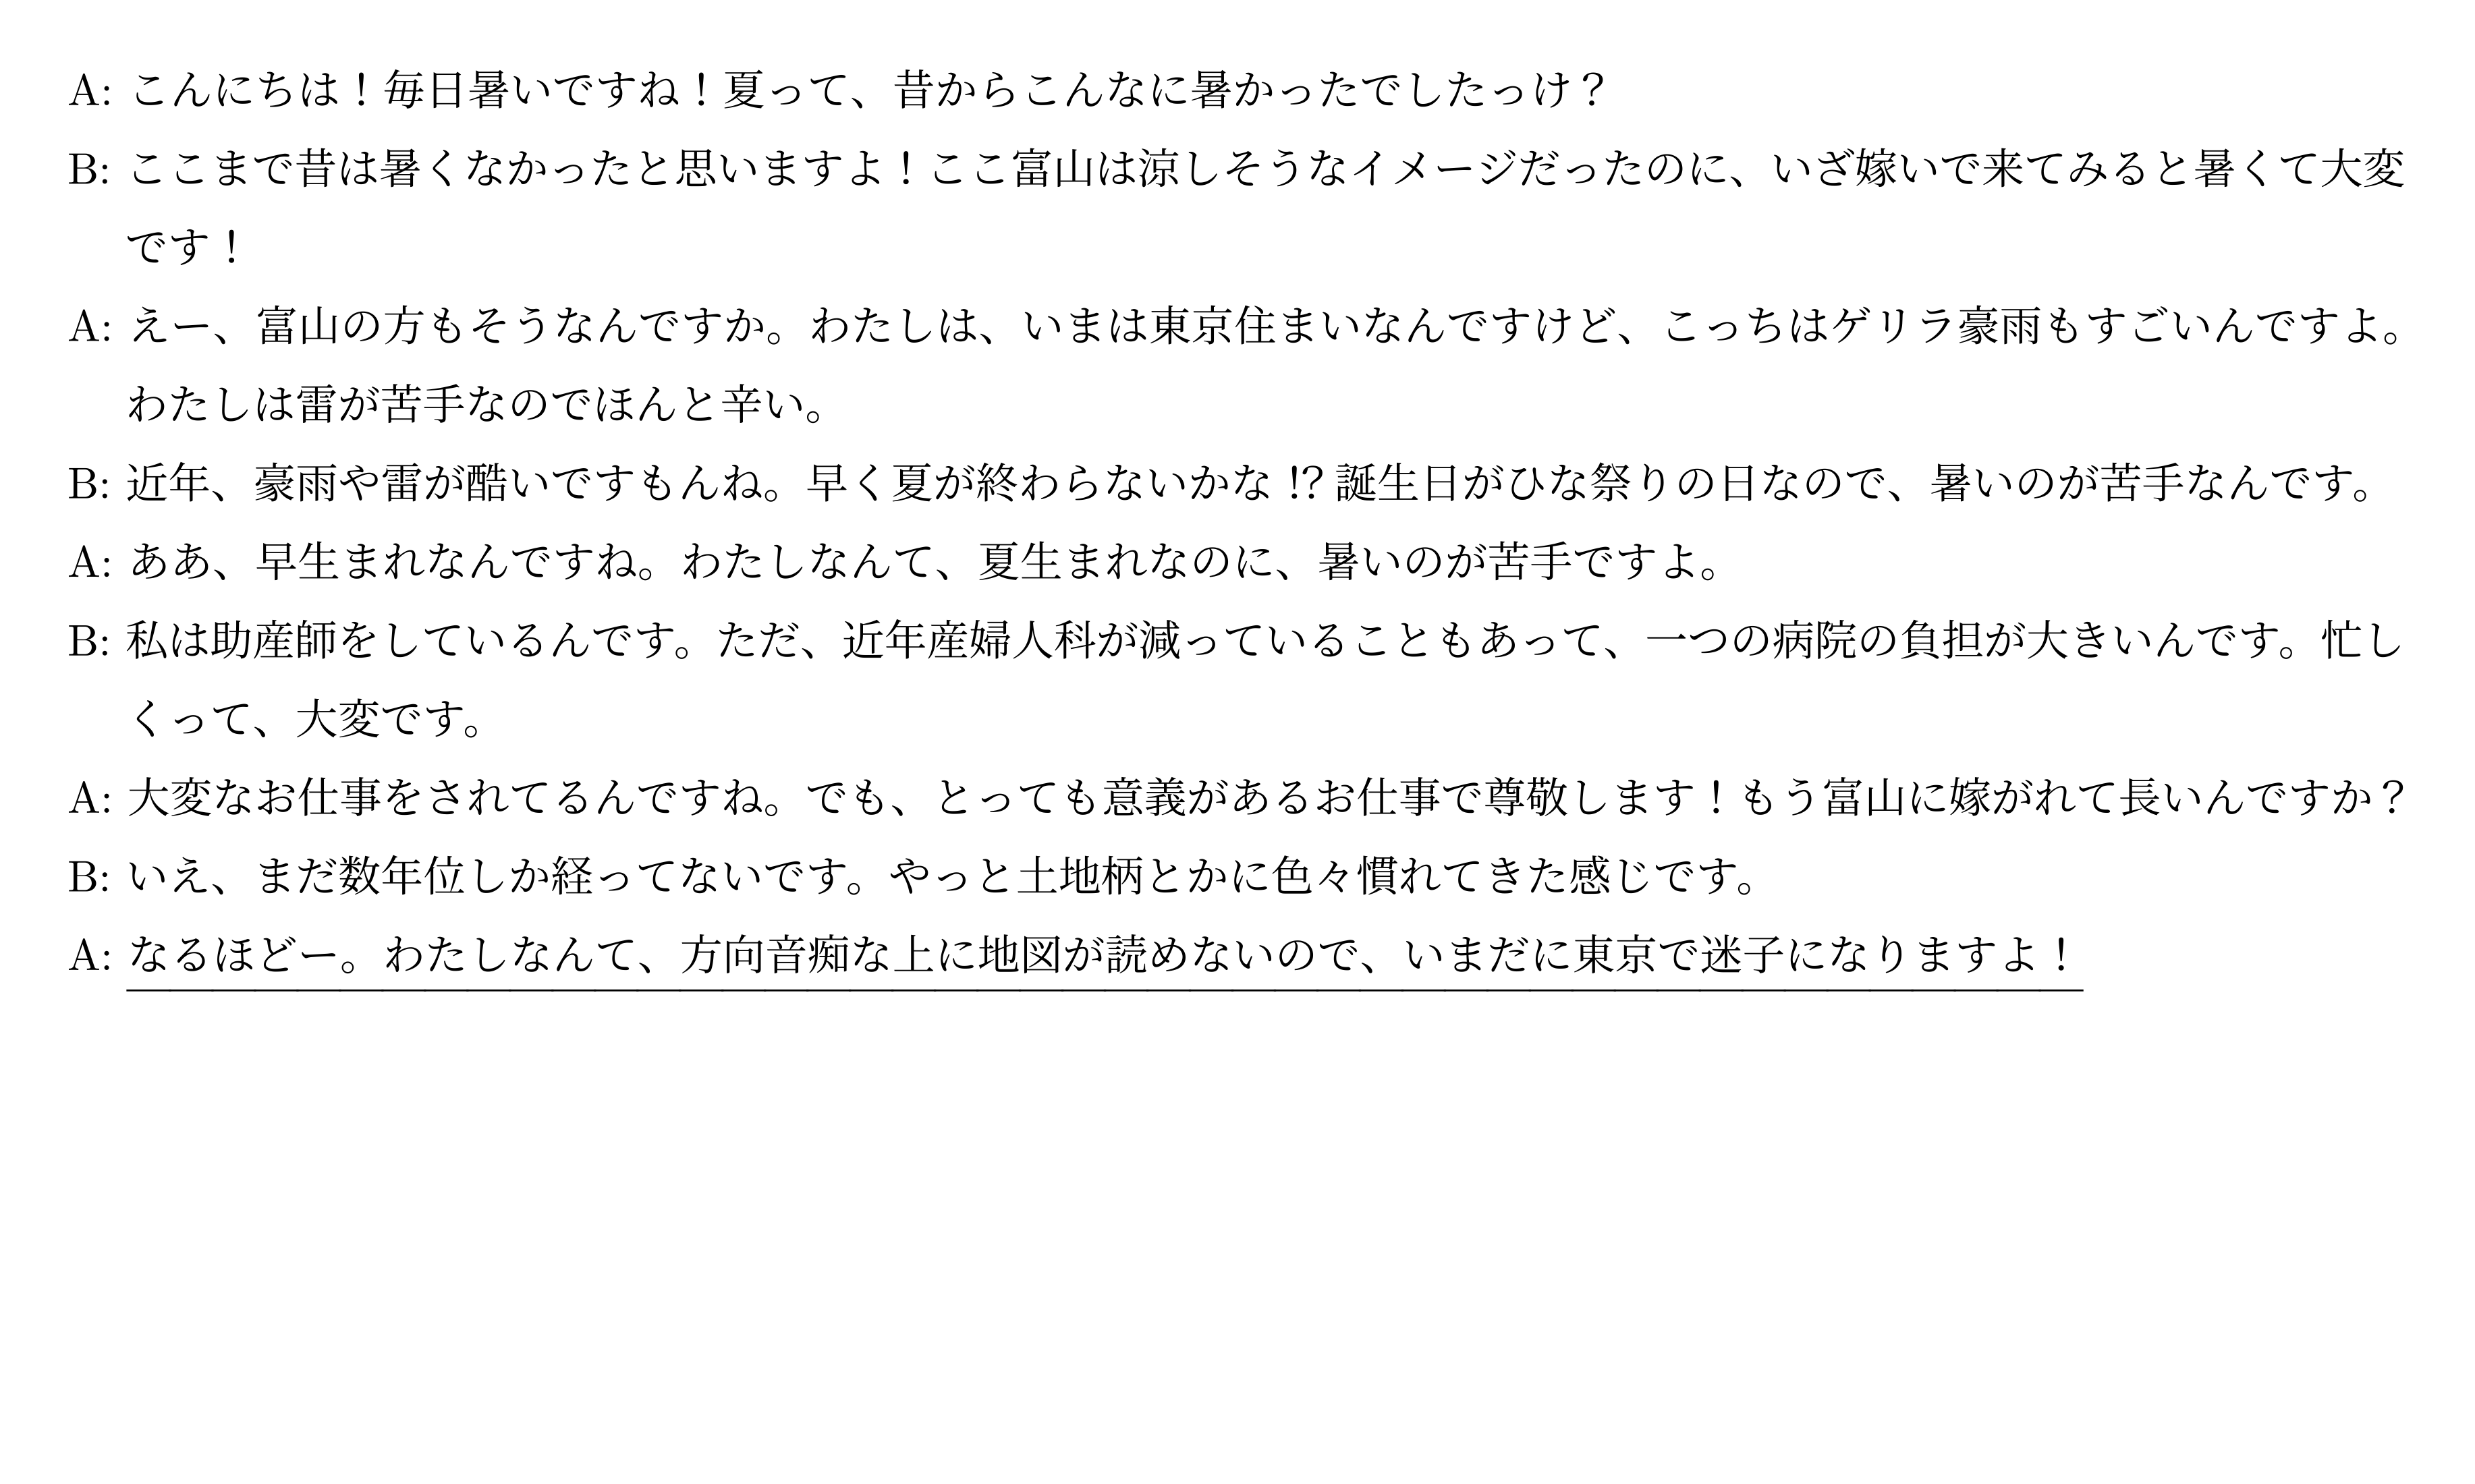 A: こんにちは！毎日暑いですね！夏って、昔からこんなに暑かったでしたっけ？
B: ここまで昔は暑くなかったと思いますよ！ここ富山は涼しそうなイメージだったのに、いざ嫁いで来てみると暑くて大変
です！
A: えー、富山の方もそうなんですか。わたしは、いまは東京住まいなんですけど、こっちはゲリラ豪雨もすごいんですよ。
わたしは雷が苦手なのでほんと辛い。
B: 近年、豪雨や雷が酷いですもんね。早く夏が終わらないかな⁉誕生日がひな祭りの日なので、暑いのが苦手なんです。
A: ああ、早生まれなんですね。わたしなんて、夏生まれなのに、暑いのが苦手ですよ。
B: 私は助産師をしているんです。ただ、近年産婦人科が減っていることもあって、一つの病院の負担が大きいんです。忙し
くって、大変です。
A: 大変なお仕事をされてるんですね。でも、とっても意義があるお仕事で尊敬します！もう富山に嫁がれて長いんですか？
B: いえ、まだ数年位しか経ってないです。やっと土地柄とかに色々慣れてきた感じです。
A: なるほどー。わたしなんて、方向音痴な上に地図が読めないので、いまだに東京で迷子になりますよ！